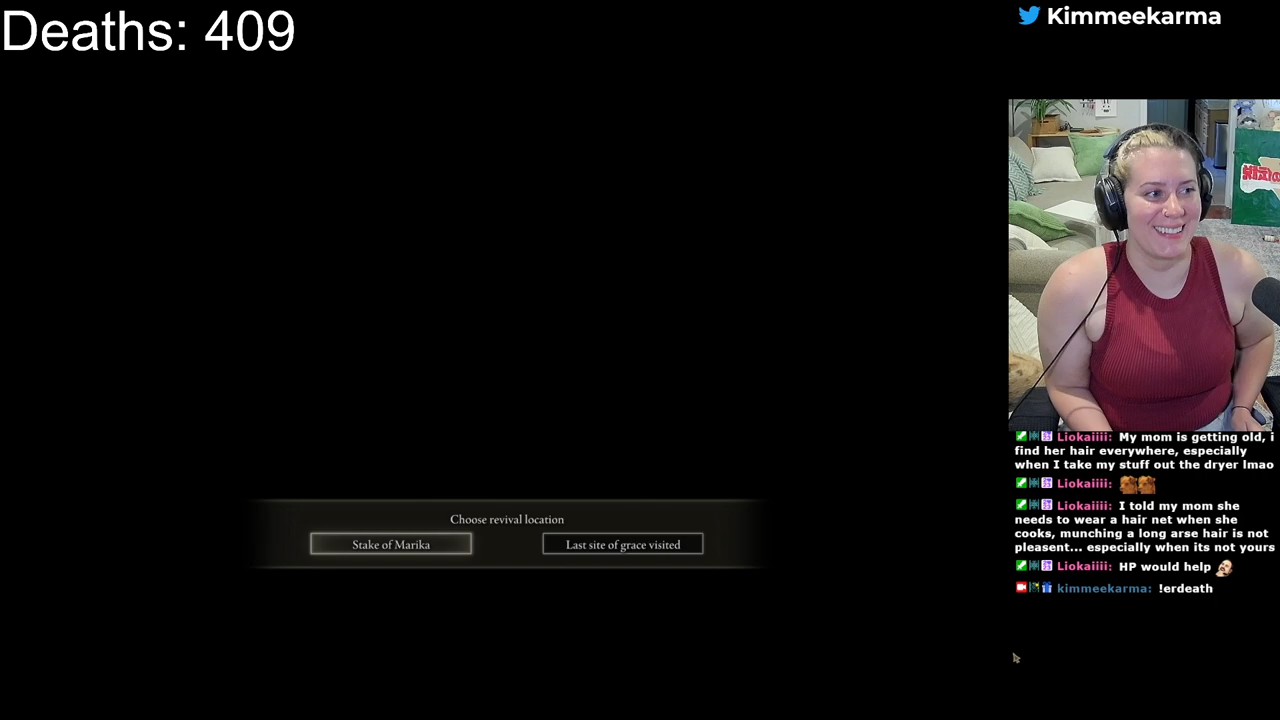 Deaths: 409
Kimmeekarma
Liokaiiii: My mom is getting old, i
find her hair everywhere, especially
when I take my stuff out the dryer lmao
Liokaiiii:
Liokaiiii: I told my mom she
needs to wear a hair net when she
cooks, munching a long arse hair is not
pleasent... especially when its not yours
Liokaiiii: HP would help
kimmeekarma: !erdeath
Choose revival location
Stake of Marika
Last site of grace visited